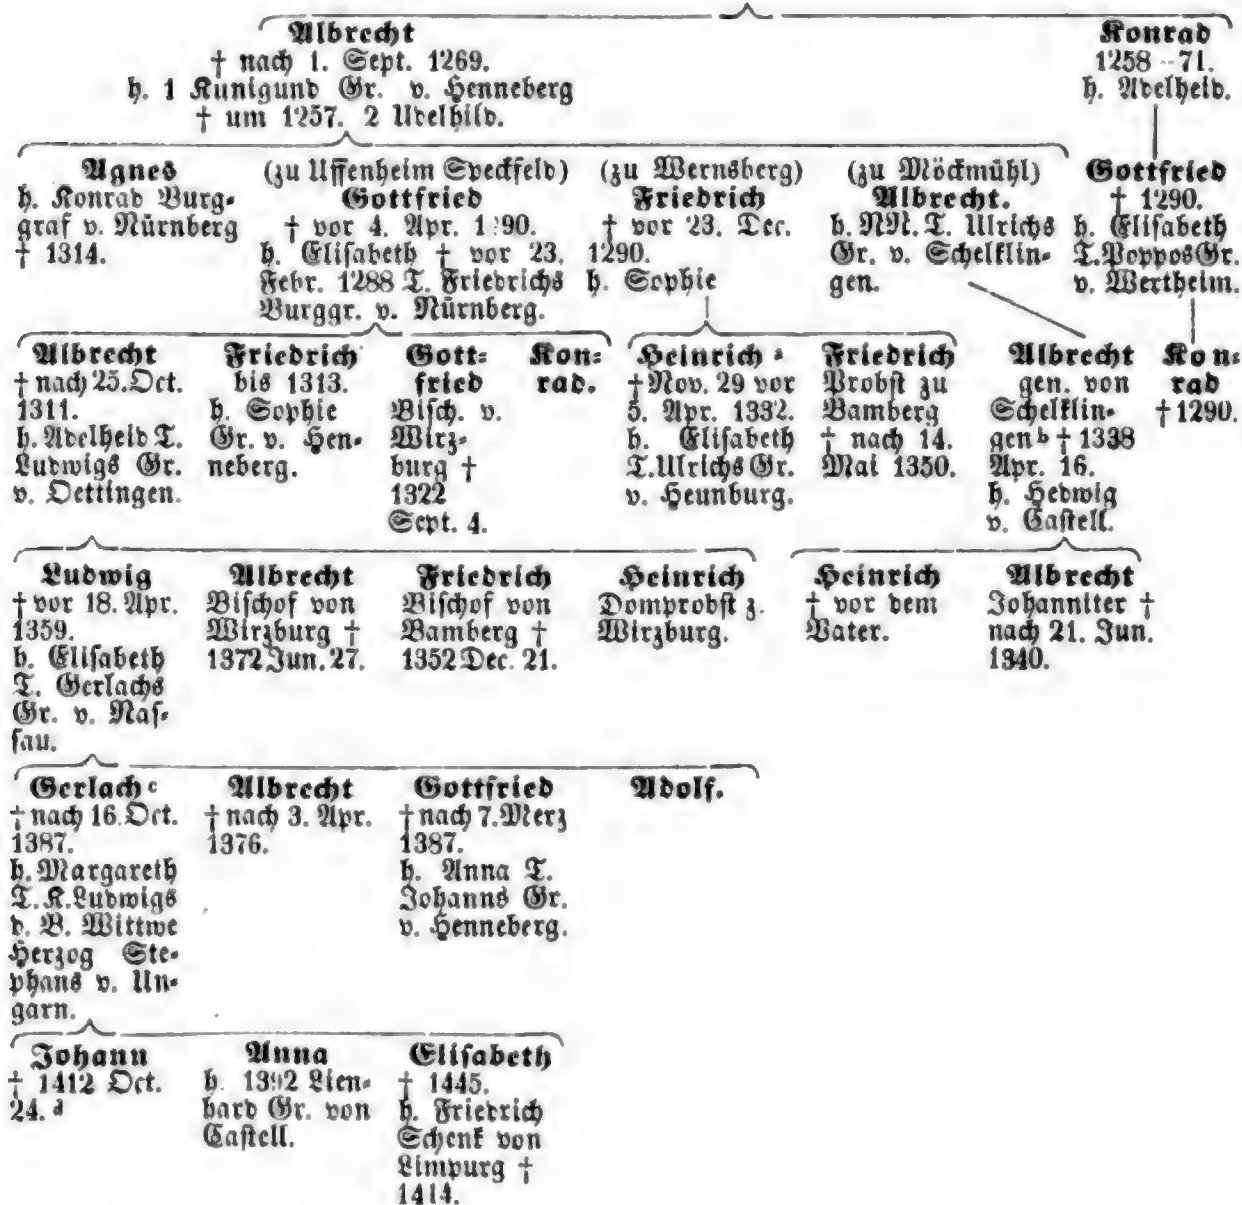 Albrecht
† nach 1. Sept. 1269.
h. 1 Kunigund Gr. v. Henneberg
† um 1257. 2 Udelhild.
Konrad
1258--71.
h. Adelheid.
Agnes
h. Konrad Burg-
graf v. Nürnberg
† 1314.
(zu Uffenheim Speckfeld)
Gottfried
† vor 4. Apr. 1290.
h. Elisabeth † vor 23.
Febr. 1288 T. Friedrichs
Burggr. v. Nürnberg.
(zu Wernsberg)
Friedrich
† vor 23. Dec.
1290.
h. Sophie
(zu Möckmühl)
Albrecht.
h. NN. T. Ulrichs
Gr. v. Schelklin-
gen.
Gottfried
† 1290.
h. Elisabeth
T. Poppos Gr.
v. Wertheim.
Albrecht
† nach 25. Oct.
1311.
h. Adelheid T.
Ludwigs Gr.
v. Oettingen.
Friedrich
bis 1313.
h. Sophie
Gr. v. Hen-
neberg.
Gott-
fried
Bisch. v.
Wirz-
burg †
1322
Sept. 4.
Kon-
rad.
Heinrich a
† Nov. 29 vor
5. Apr. 1332.
h. Elisabeth
T. Ulrichs Gr.
v. Heunburg.
Friedrich
Probst zu
Bamberg
† nach 14.
Mai 1350.
Albrecht
gen. von
Schelklin-
gen b † 1338
Apr. 16.
h. Hedwig
v. Castell.
Kon-
rad
† 1290.
Ludwig
† vor 18. Apr.
1359.
h. Elisabeth
T. Gerlachs
Gr. v. Nas-
sau.
Albrecht
Bischof von
Wirzburg †
1372 Jun. 27.
Friedrich
Bischof von
Bamberg †
1352 Dec. 21.
Heinrich
Domprobst z.
Wirzburg.
Heinrich
† vor dem
Vater.
Albrecht
Johanniter †
nach 21. Jun.
1340.
Gerlach c
† nach 16. Oct.
1387.
h. Margareth
T. K. Ludwigs
v. B. Wittwe
Herzog Ste-
phans v. Un-
garn.
Albrecht
† nach 3. Apr.
1376.
Gottfried
† nach 7. Merz
1387.
h. Anna T.
Johanns Gr.
v. Henneberg.
Adolf.
Johann
† 1412 Oct.
24. d
Anna
h. 1392 Lien-
hard Gr. von
Castell.
Elisabeth
† 1445.
h. Friedrich
Schenk von
Limpurg †
1414.